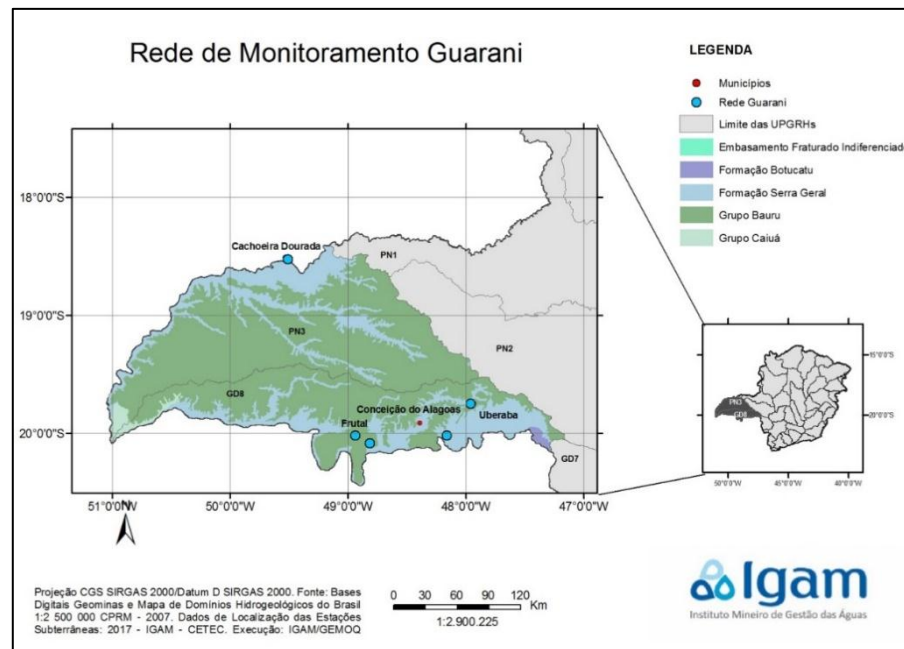 Rede de Monitoramento Guarani
LEGENDA
Municípios
Rede Guarani
Limite das UPGRHs
Embasamento Fraturado Indiferenciado
Formação Botucatu
Formação Serra Geral
Grupo Bauru
Grupo Caiuá
18°0'0"S
19°0'0"S
20°0'0"S
Cachoeira Dourada
PN1
PN3
PN2
GD8
Conceição do Alagoas
Frutal
Uberaba
GD7
51°0'0"W
50°0'0"W
49°0'0"W
48°0'0"W
47°0'0"W
N
PN3
GD8
15°0'0"S
20°0'0"S
50°0'0"W
45°0'0"W
40°0'0"W
Projeção CGS SIRGAS 2000/Datum D SIRGAS 2000. Fonte: Bases
Digitais Geominas e Mapa de Domínios Hidrogeológicos do Brasil
1:2 500 000 CPRM - 2007. Dados de Localização das Estações
Subterrâneas: 2017 - IGAM - CETEC. Execução: IGAM/GEMOQ
0 30 60 90 120
Km
1:2.900.225
Igam
Instituto Mineiro de Gestão das Águas